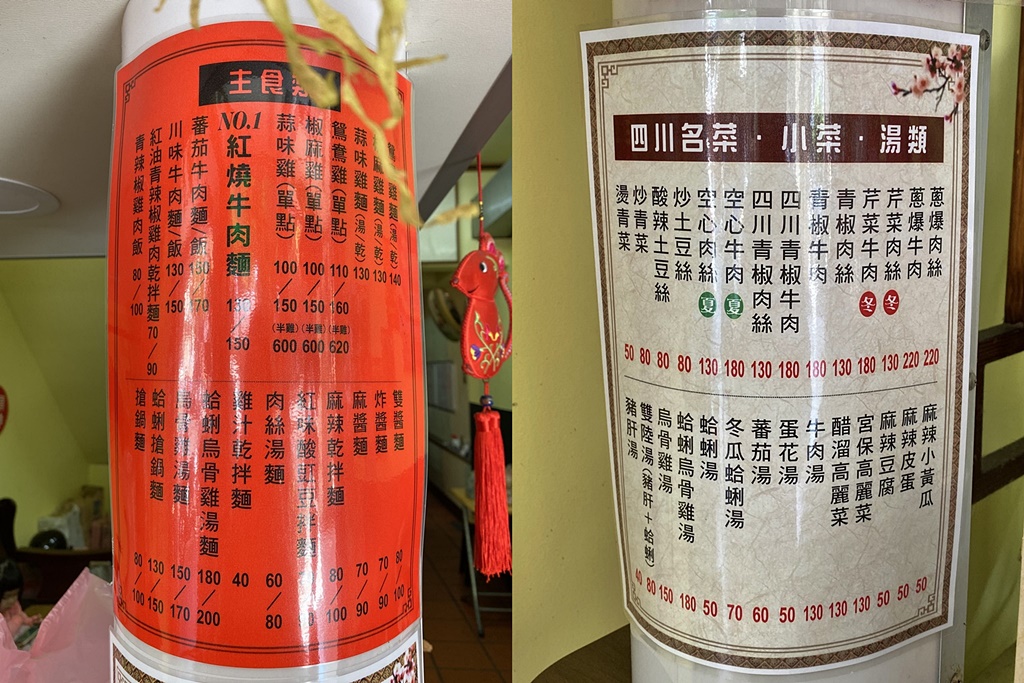 主食類
雞麵(湯/乾) 140
麻雞麵(湯/乾) 130
蒜味雞麵(湯/乾) 130
鴛鴦雞(單點) 110/160 (半雞) 620
椒麻雞(單點) 100/150 (半雞) 600
蒜味雞(單點) 100/150 (半雞) 600
NO.1 紅燒牛肉麵 130/150
蕃茄牛肉麵/飯 150/170
川味牛肉麵/飯 130/150
紅油青辣椒雞肉乾拌麵 70/90
青辣椒雞肉飯 80/100
雙醬麵 80/100
炸醬麵 70/90
麻醬麵 70/90
麻辣乾拌麵 80/100
紅味酸豇豆拌麵
肉絲湯麵 60/80
雞汁乾拌麵 40
蛤蜊烏骨雞湯麵 180/200
烏骨雞湯麵 150/170
蛤蜊搶鍋麵 130/150
搶鍋麵 80/100
四川名菜·小菜·湯類
蔥爆肉絲 220
蔥爆牛肉 220
芹菜肉絲 冬 130
芹菜牛肉 冬 180
青椒肉絲 130
青椒牛肉 180
四川青椒牛肉 180
四川青椒肉絲 130
空心牛肉 夏 180
空心肉絲 夏 130
炒土豆絲 80
酸辣土豆絲 80
炒青菜 80
燙青菜 50
麻辣小黃瓜 50
麻辣皮蛋 50
麻辣豆腐 50
宮保高麗菜 130
醋溜高麗菜 130
牛肉湯 130
蛋花湯 50
蕃茄湯 60
冬瓜蛤蜊湯 70
蛤蜊湯 50
蛤蜊烏骨雞湯 180
烏骨雞湯 150
雙陸湯(豬肝+蛤蜊) 80
豬肝湯 40